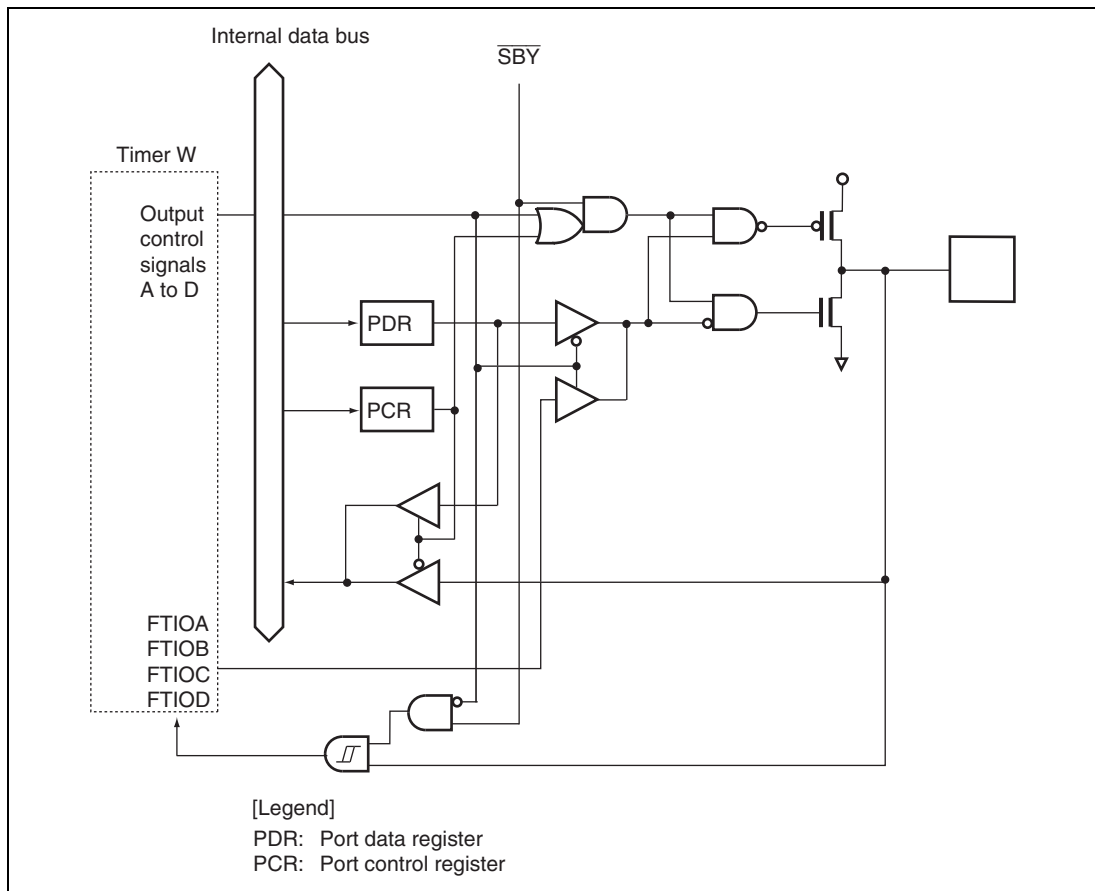 Internal data bus
S̅B̅Y̅
Timer W
Output
control
signals
A to D
PDR
PCR
FTIOA
FTIOB
FTIOC
FTIOD
[Legend]
PDR: Port data register
PCR: Port control register